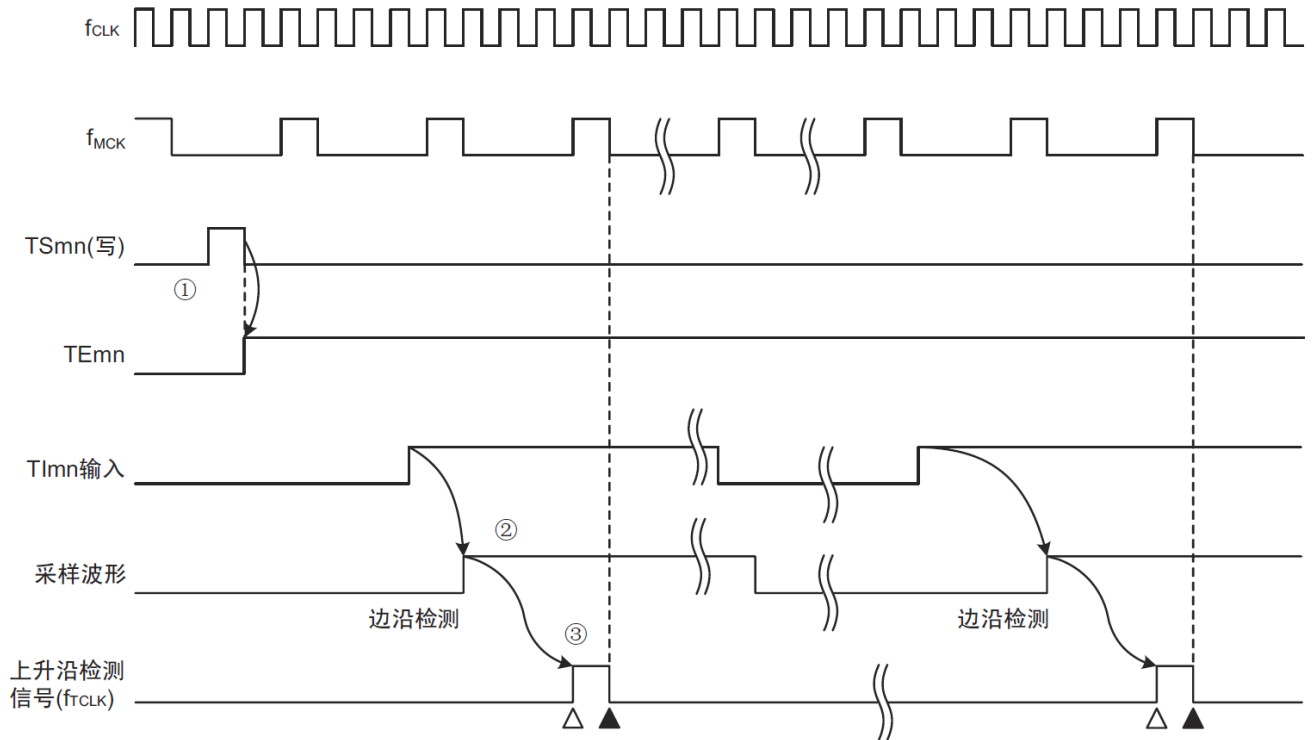 fCLK
fMCK
TSmn(写)
①
TEmn
TImn输入
②
采样波形
边沿检测
边沿检测
③
上升沿检测
信号(fTCLK)